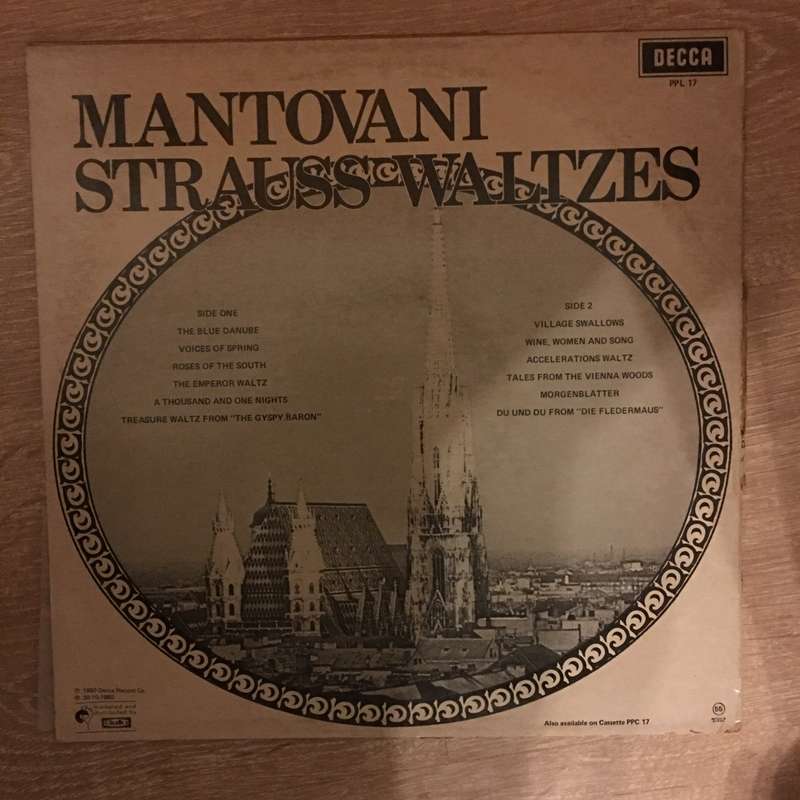 DECCA
PPL 17
MANTOVANI
STRAUSS WALTZES
SIDE ONE
THE BLUE DANUBE
VOICES OF SPRING
ROSES OF THE SOUTH
THE EMPEROR WALTZ
A THOUSAND AND ONE NIGHTS
TREASURE WALTZ FROM "THE GYSPY BARON"
SIDE 2
VILLAGE SWALLOWS
WINE, WOMEN AND SONG
ACCELERATIONS WALTZ
TALES FROM THE VIENNA WOODS
MORGENBLATTER
DU UND DU FROM "DIE FLEDERMAUS"
Decca Record Co.
Also available on Cassette PPC 17